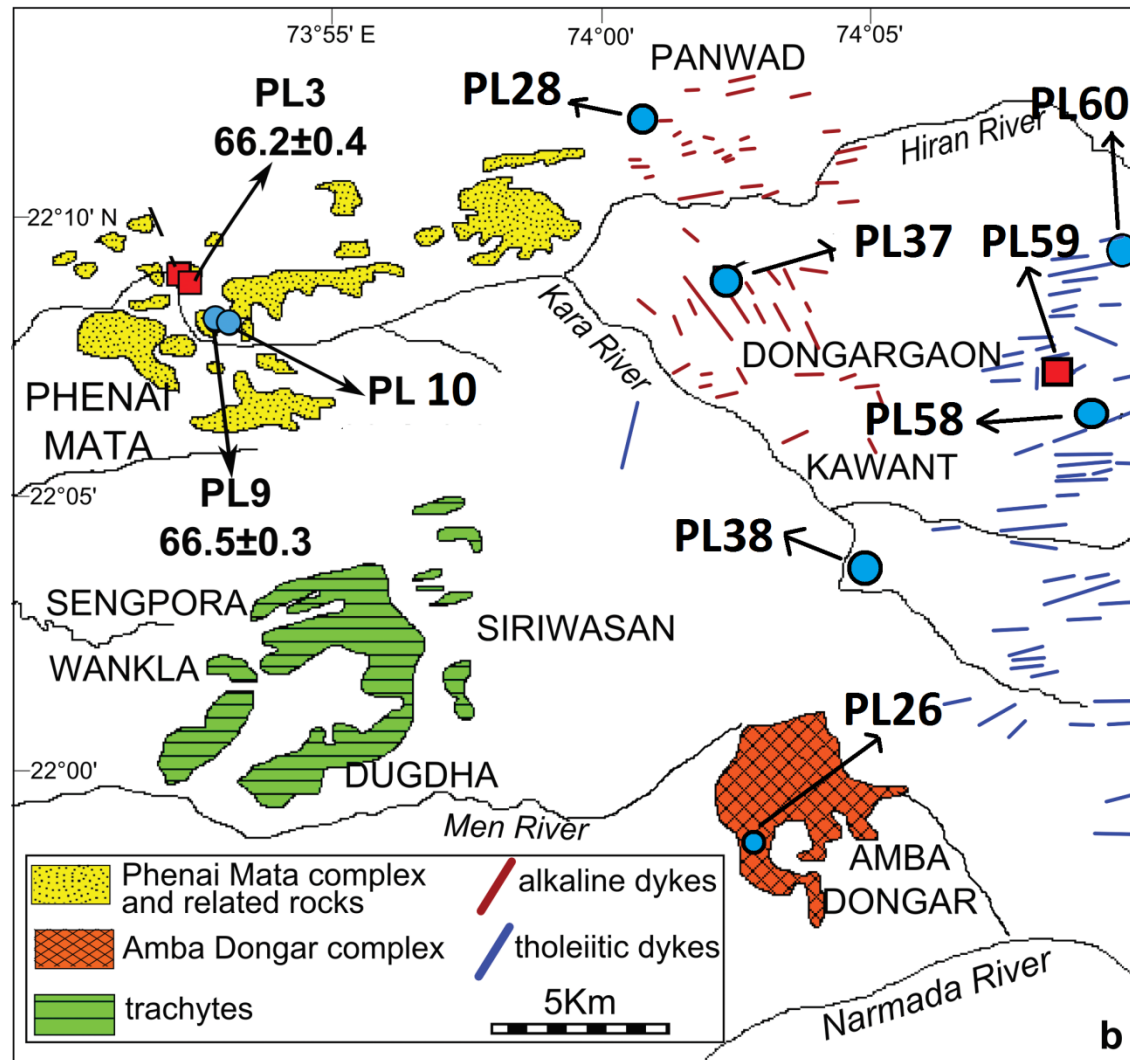 73°55' E
74°00'
74°05'
PANWAD
PL28
PL60
PL3
66.2±0.4
Hiran River
22°10' N
PL37
PL59
Kara River
DONGARGAON
PHENAI
MATA
PL 10
PL58
KAWANT
PL9
66.5±0.3
22°05'
PL38
SENGPORA
SIRIWASAN
WANKLA
PL26
22°00'
DUGDHA
Men River
AMBA
DONGAR
Phenai Mata complex
and related rocks
alkaline dykes
Amba Dongar complex
tholeiitic dykes
trachytes
5Km
Narmada River
b